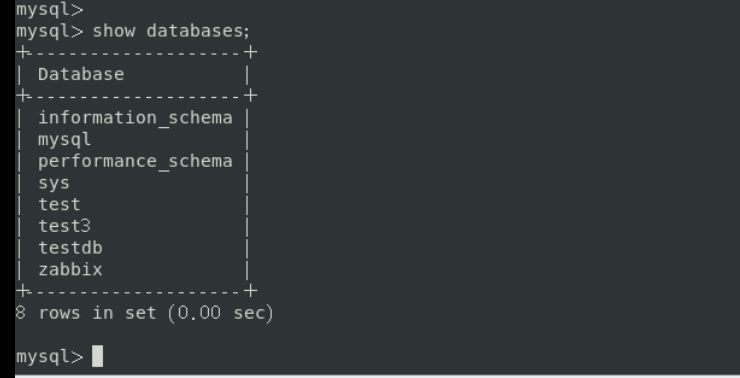 mysql>
mysql> show databases;
+--------------------+
| Database           |
+--------------------+
| information_schema |
| mysql              |
| performance_schema |
| sys                |
| test               |
| test3              |
| testdb             |
| zabbix             |
+--------------------+
8 rows in set (0.00 sec)
mysql>